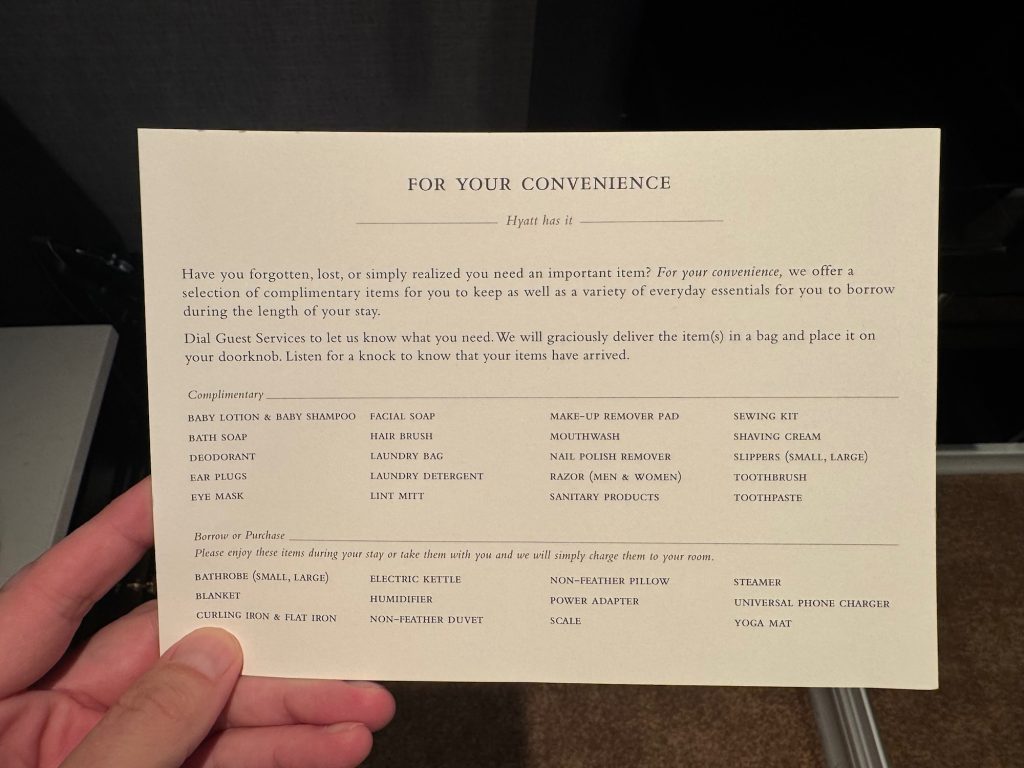 FOR YOUR CONVENIENCE
Hyatt has it
Have you forgotten, lost, or simply realized you need an important item? For your convenience, we offer a
selection of complimentary items for you to keep as well as a variety of everyday essentials for you to borrow
during the length of your stay.
Dial Guest Services to let us know what you need. We will graciously deliver the item(s) in a bag and place it on
your doorknob. Listen for a knock to know that your items have arrived.
Complimentary
BABY LOTION & BABY SHAMPOO FACIAL SOAP MAKE-UP REMOVER PAD SEWING KIT
BATH SOAP HAIR BRUSH MOUTHWASH SHAVING CREAM
DEODORANT LAUNDRY BAG NAIL POLISH REMOVER SLIPPERS (SMALL, LARGE)
EAR PLUGS LAUNDRY DETERGENT RAZOR (MEN & WOMEN) TOOTHBRUSH
EYE MASK LINT MITT SANITARY PRODUCTS TOOTHPASTE
Borrow or Purchase
Please enjoy these items during your stay or take them with you and we will simply charge them to your room.
BATHROBE (SMALL, LARGE) ELECTRIC KETTLE NON-FEATHER PILLOW STEAMER
BLANKET HUMIDIFIER POWER ADAPTER UNIVERSAL PHONE CHARGER
CURLING IRON & FLAT IRON NON-FEATHER DUVET SCALE YOGA MAT